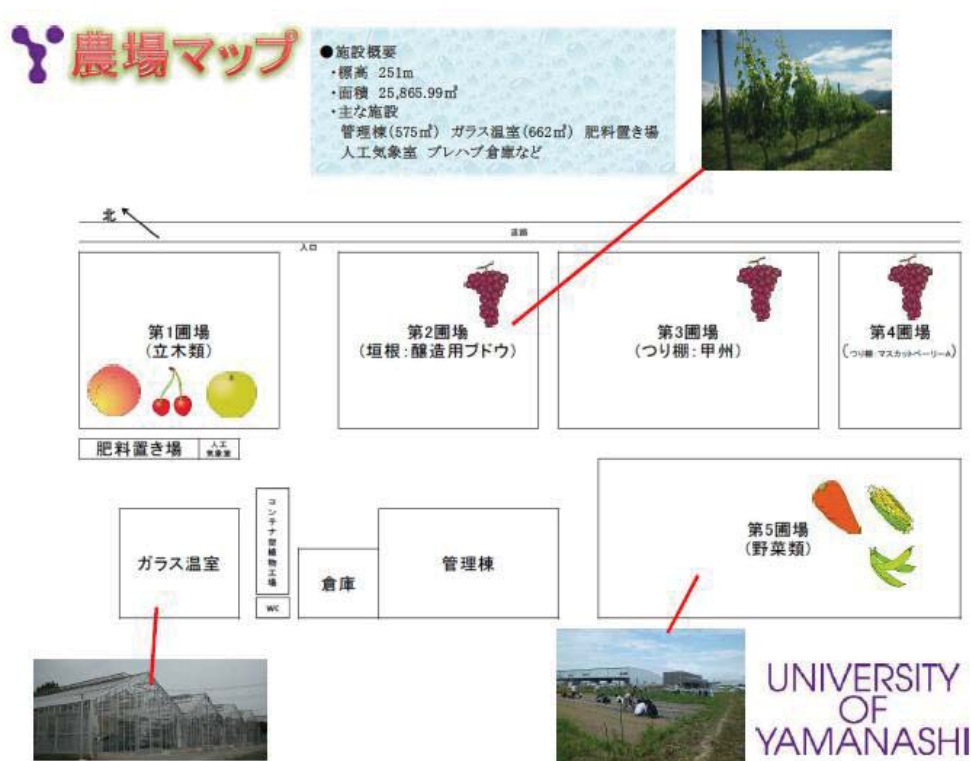 農場マップ
●施設概要
・標高 251m
・面積 25,865.99㎡
・主な施設
管理棟(575㎡) ガラス温室(662㎡) 肥料置き場
人工気象室 プレハブ倉庫など
北
道路
入口
第1圃場
(立木類)
第2圃場
(垣根:醸造用ブドウ)
第3圃場
(つり棚:甲州)
第4圃場
(つり棚:マスカットベーリーA)
肥料置き場
人工
気象室
コンテナ型植物工場
第5圃場
(野菜類)
ガラス温室
倉庫
管理棟
WC
UNIVERSITY
OF
YAMANASHI